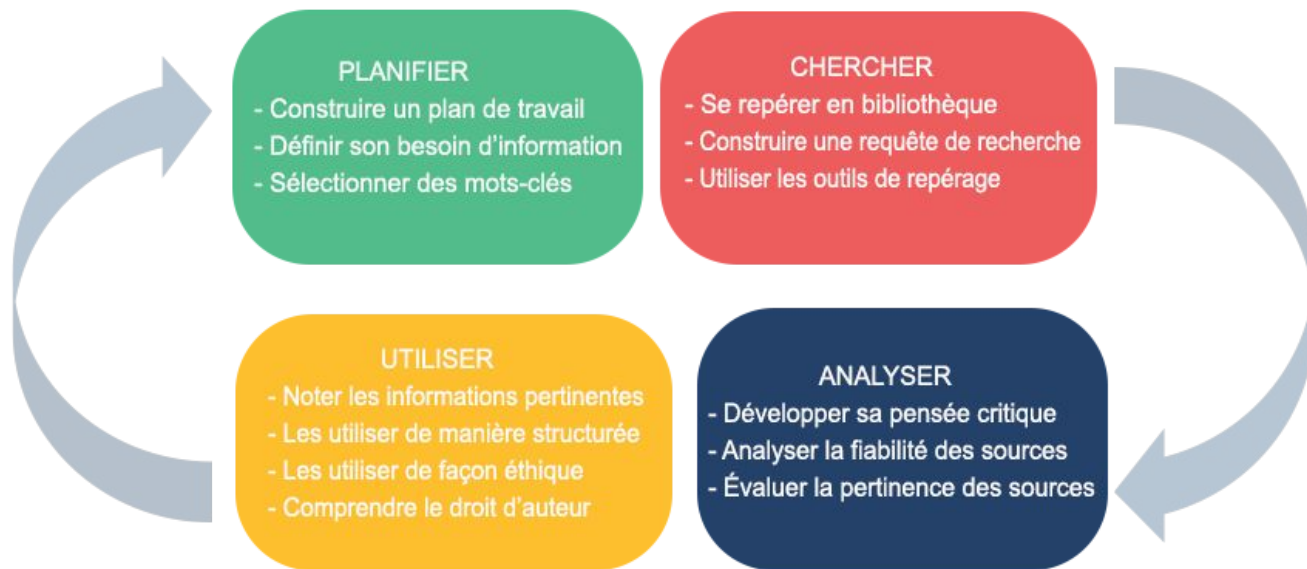 PLANIFIER
- Construire un plan de travail
- Définir son besoin d'information
- Sélectionner des mots-clés
CHERCHER
- Se repérer en bibliothèque
- Construire une requête de recherche
- Utiliser les outils de repérage
UTILISER
- Noter les informations pertinentes
- Les utiliser de manière structurée
- Les utiliser de façon éthique
- Comprendre le droit d'auteur
ANALYSER
- Développer sa pensée critique
- Analyser la fiabilité des sources
- Évaluer la pertinence des sources